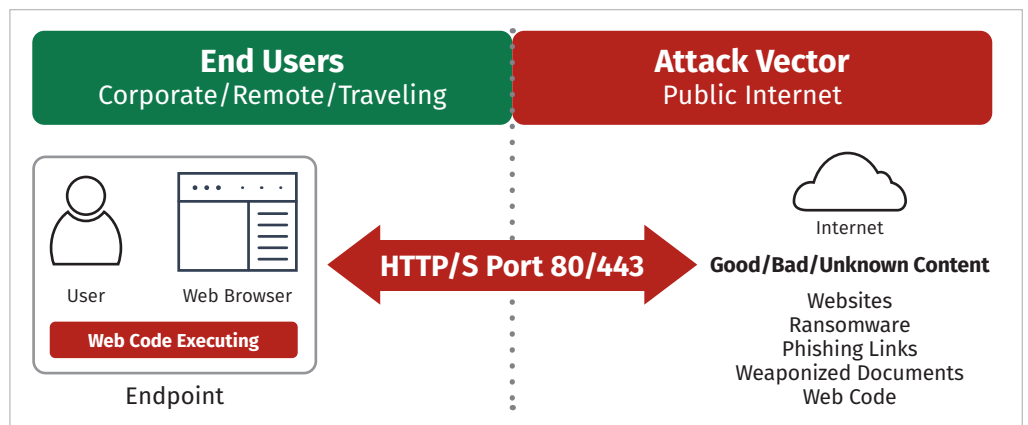 End Users
Corporate/Remote/Traveling
Attack Vector
Public Internet
User
Web Browser
Web Code Executing
Endpoint
HTTP/S Port 80/443
Internet
Good/Bad/Unknown Content
Websites
Ransomware
Phishing Links
Weaponized Documents
Web Code